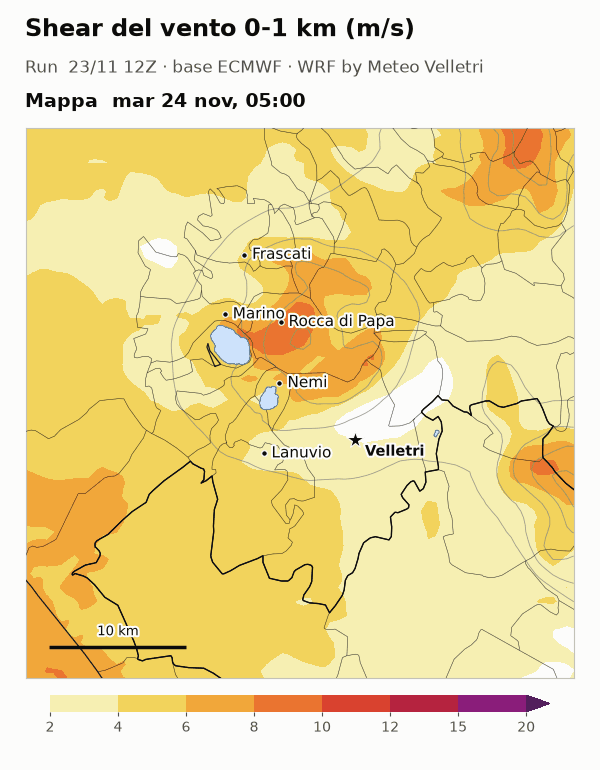 Shear del vento 0-1 km (m/s)
Run 23/11 12Z · base ECMWF · WRF by Meteo Velletri
Mappa mar 24 nov, 05:00
Frascati
Marino
Rocca di Papa
Nemi
Lanuvio
Velletri
10 km
2 4 6 8 10 12 15 20